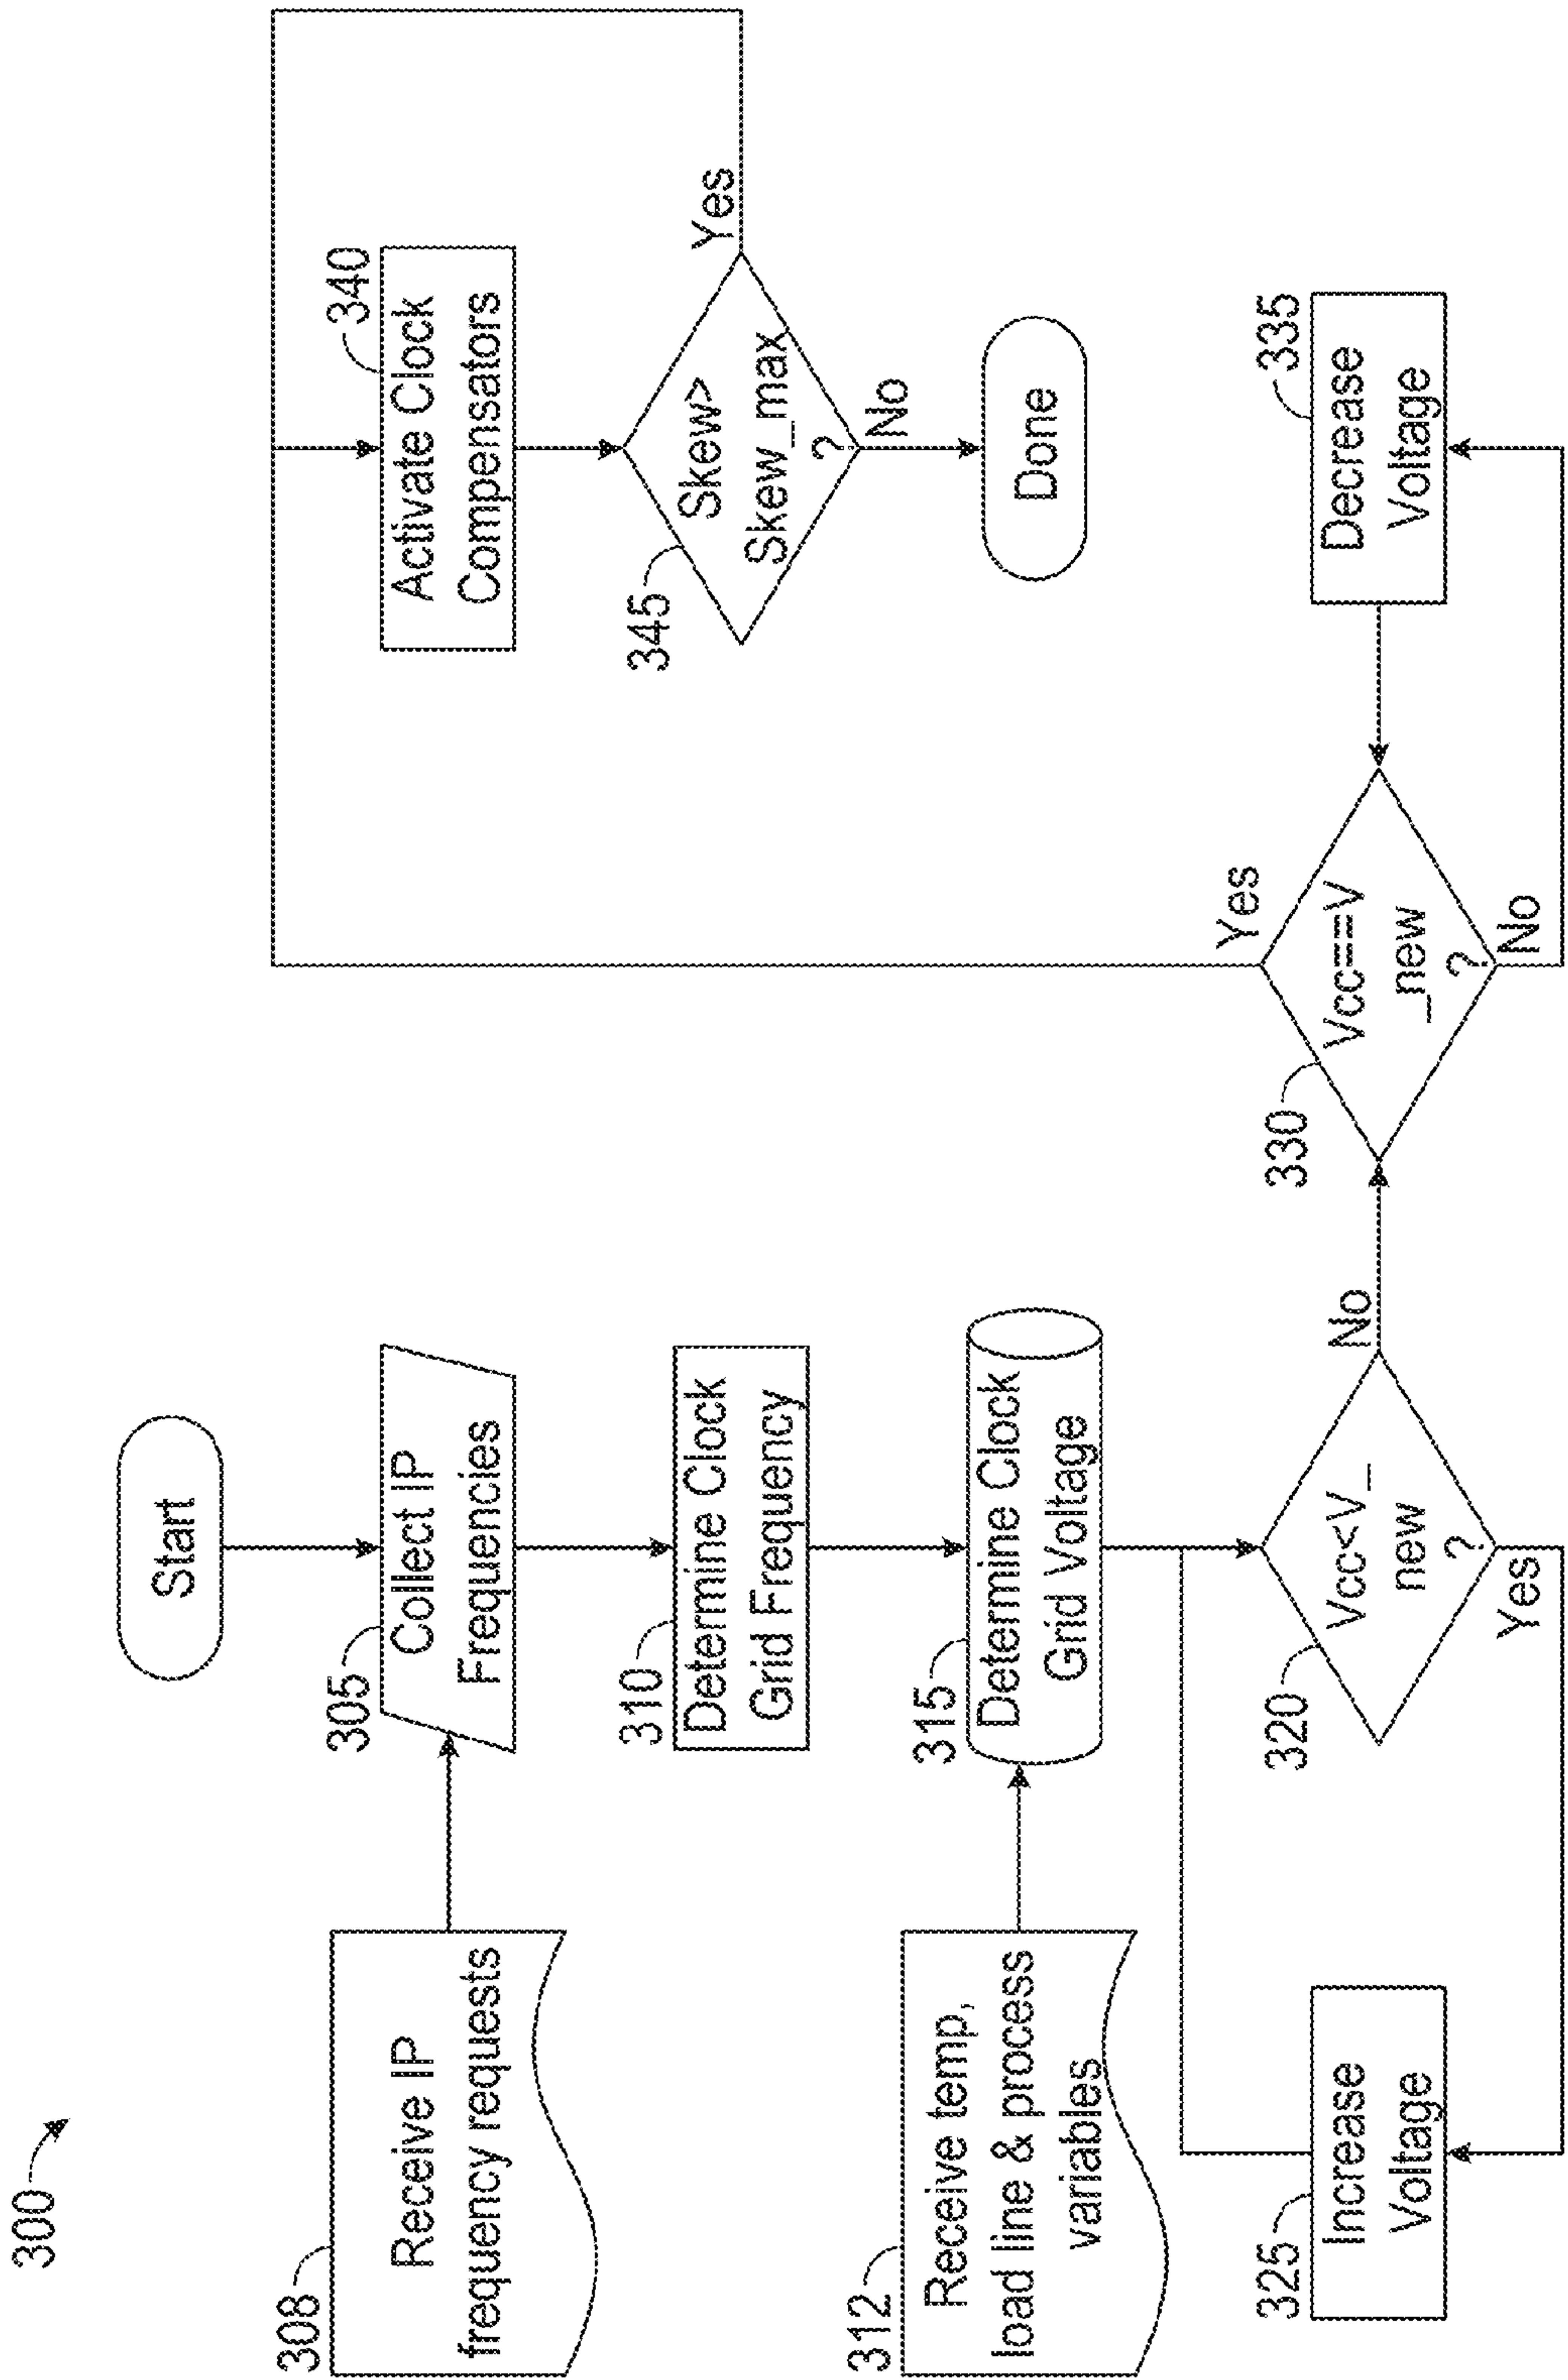 300
Start
308
Receive IP
frequency requests
305
Collect IP
Frequencies
310
Determine Clock
Grid Frequency
312
Receive temp,
load line & process
variables
315
Determine Clock
Grid Voltage
320
Vcc<V_
new
?
Yes
No
325
Increase
Voltage
330
Vcc==V
_new
?
Yes
No
335
Decrease
Voltage
340
Activate Clock
Compensators
345
Skew>
Skew_max
?
Yes
No
Done